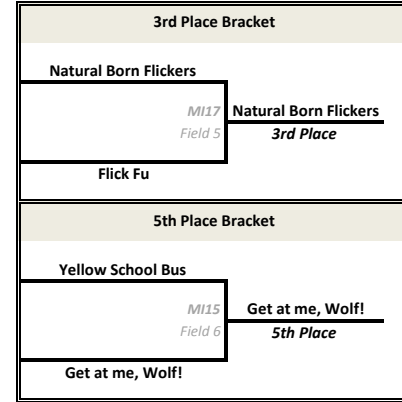 3rd Place Bracket
Natural Born Flickers
MI17
Natural Born Flickers
Field 5
3rd Place
Flick Fu
5th Place Bracket
Yellow School Bus
MI15
Get at me, Wolf!
Field 6
5th Place
Get at me, Wolf!